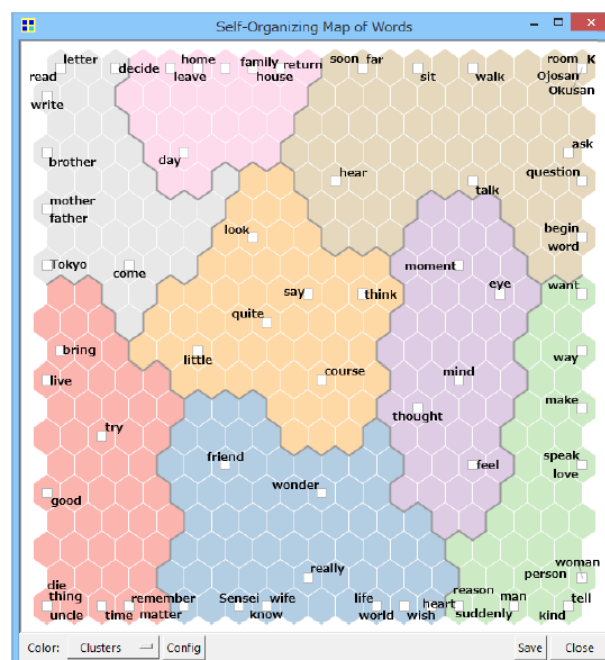 Self-Organizing Map of Words
letter home family return soon far room K
read decide leave house sit walk Ojosan
write Okusan
brother day ask
hear question
mother talk
father look begin
word
Tokyo come moment
say think eye want
quite
bring little way
live course mind
thought make
try
friend speak
wonder feel love
good
really woman
die person
thing remember Sensei wife life reason man tell
uncle time matter know world wish heart suddenly kind
Color: Clusters Config Save Close